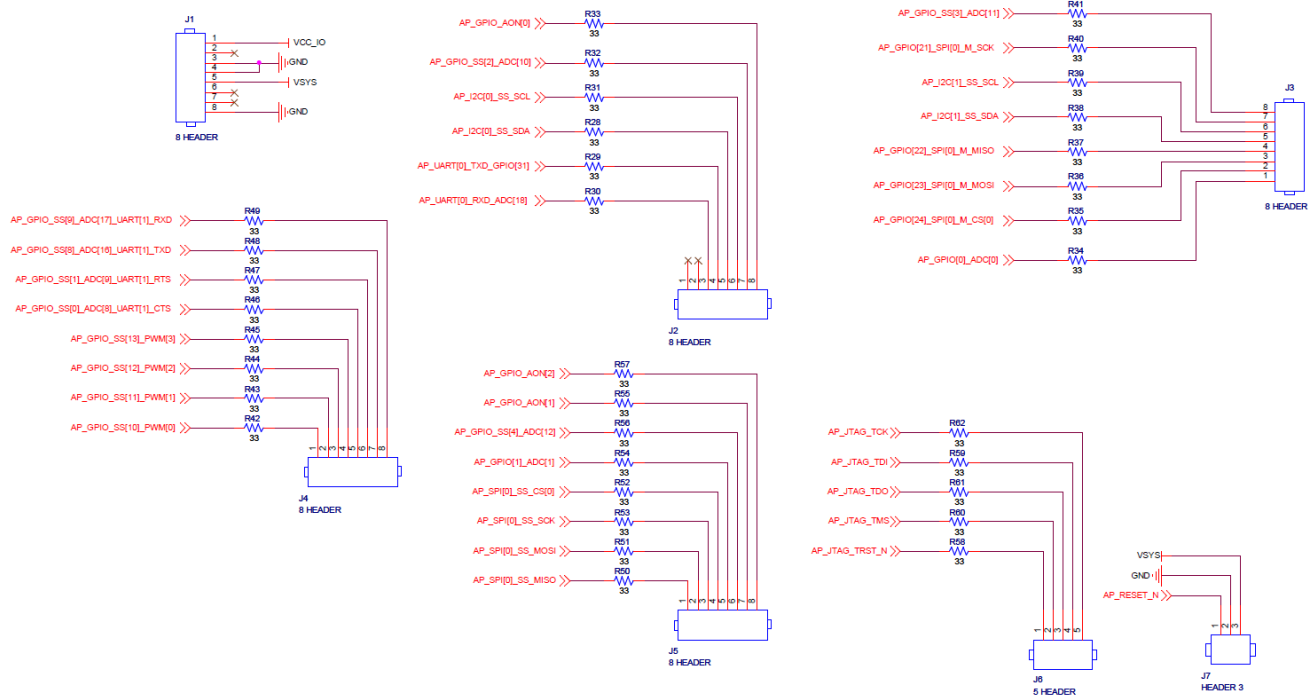 J1
1
2
3
4
5
6
7
8
VCC_IO
GND
VSYS
GND
8 HEADER
AP_GPIO_AON[0]
R33
33
AP_GPIO_SS[2]_ADC[10]
R32
33
AP_I2C[0]_SS_SCL
R31
33
AP_I2C[0]_SS_SDA
R28
33
AP_UART[0]_TXD_GPIO[31]
R29
33
AP_UART[0]_RXD_ADC[18]
R30
33
1
2
3
4
5
6
7
8
J2
8 HEADER
AP_GPIO_SS[3]_ADC[11]
R41
33
AP_GPIO[21]_SPI[0]_M_SCK
R40
33
AP_I2C[1]_SS_SCL
R39
33
AP_I2C[1]_SS_SDA
R38
33
AP_GPIO[22]_SPI[0]_M_MISO
R37
33
AP_GPIO[23]_SPI[0]_M_MOSI
R36
33
AP_GPIO[24]_SPI[0]_M_CS[0]
R35
33
AP_GPIO[0]_ADC[0]
R34
33
J3
8
7
6
5
4
3
2
1
8 HEADER
AP_GPIO_SS[9]_ADC[17]_UART[1]_RXD
R49
33
AP_GPIO_SS[8]_ADC[16]_UART[1]_TXD
R48
33
AP_GPIO_SS[1]_ADC[9]_UART[1]_RTS
R47
33
AP_GPIO_SS[0]_ADC[8]_UART[1]_CTS
R46
33
AP_GPIO_SS[13]_PWM[3]
R45
33
AP_GPIO_SS[12]_PWM[2]
R44
33
AP_GPIO_SS[11]_PWM[1]
R43
33
AP_GPIO_SS[10]_PWM[0]
R42
33
1
2
3
4
5
6
7
8
J4
8 HEADER
AP_GPIO_AON[2]
R57
33
AP_GPIO_AON[1]
R55
33
AP_GPIO_SS[4]_ADC[12]
R56
33
AP_GPIO[1]_ADC[1]
R54
33
AP_SPI[0]_SS_CS[0]
R52
33
AP_SPI[0]_SS_SCK
R53
33
AP_SPI[0]_SS_MOSI
R51
33
AP_SPI[0]_SS_MISO
R50
33
1
2
3
4
5
6
7
8
J5
8 HEADER
AP_JTAG_TCK
R62
33
AP_JTAG_TDI
R59
33
AP_JTAG_TDO
R61
33
AP_JTAG_TMS
R60
33
AP_JTAG_TRST_N
R58
33
1
2
3
4
5
J6
5 HEADER
VSYS
GND
AP_RESET_N
1
2
3
J7
HEADER 3